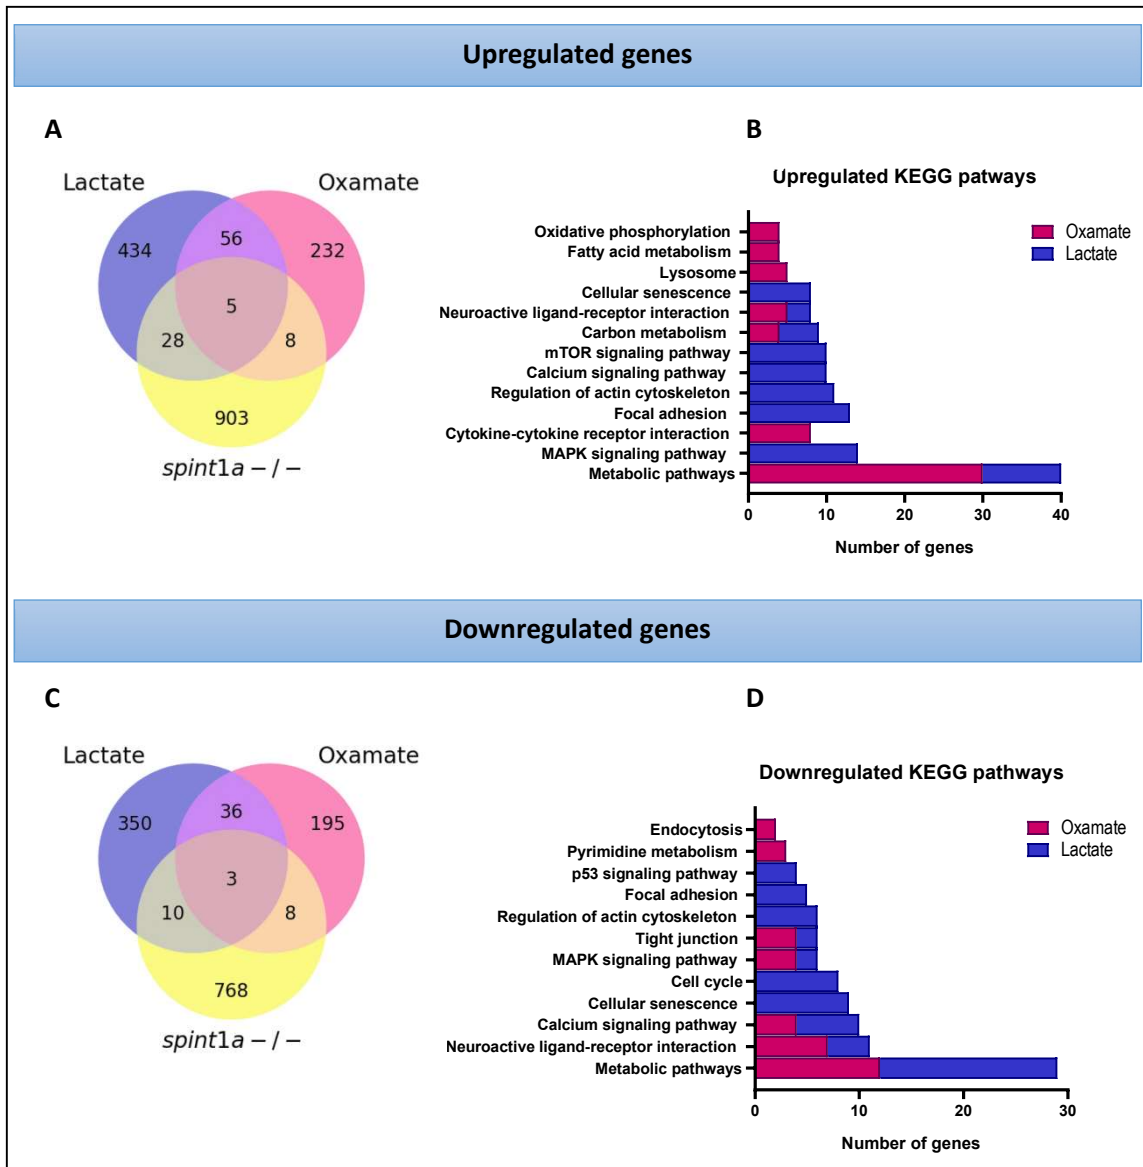 Upregulated genes
A
Lactate
Oxamate
434
56
232
5
28
8
903
spint1a −/−
B
Upregulated KEGG patways
Oxamate
Lactate
Oxidative phosphorylation
Fatty acid metabolism
Lysosome
Cellular senescence
Neuroactive ligand-receptor interaction
Carbon metabolism
mTOR signaling pathway
Calcium signaling pathway
Regulation of actin cytoskeleton
Focal adhesion
Cytokine-cytokine receptor interaction
MAPK signaling pathway
Metabolic pathways
0 10 20 30 40
Number of genes
Downregulated genes
C
Lactate
Oxamate
350
36
195
3
10
8
768
spint1a −/−
D
Downregulated KEGG pathways
Oxamate
Lactate
Endocytosis
Pyrimidine metabolism
p53 signaling pathway
Focal adhesion
Regulation of actin cytoskeleton
Tight junction
MAPK signaling pathway
Cell cycle
Cellular senescence
Calcium signaling pathway
Neuroactive ligand-receptor interaction
Metabolic pathways
0 10 20 30
Number of genes